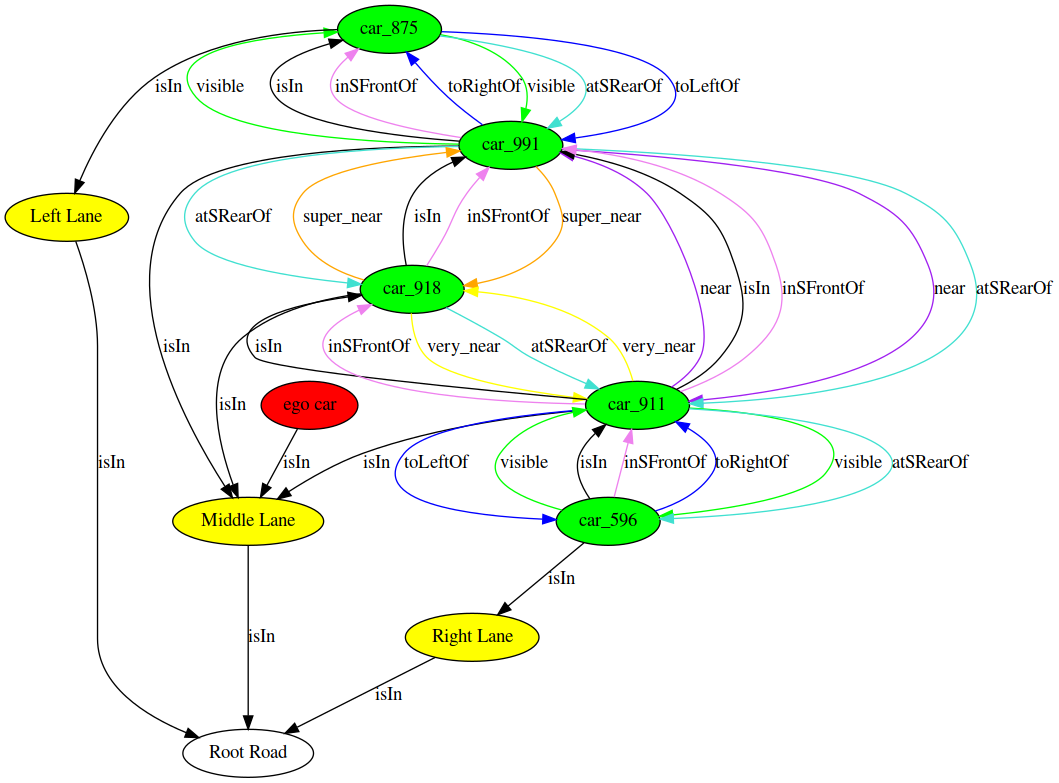 car_875
isIn visible isIn inSFrontOf toRightOf visible atSRearOf toLeftOf
car_991
Left Lane atSRearOf super_near isIn inSFrontOf super_near
car_918
near isIn inSFrontOf near atSRearOf
isIn isIn inSFrontOf very_near atSRearOf very_near
ego car car_911
isIn
isIn isIn isIn toLeftOf visible isIn inSFrontOf toRightOf visible atSRearOf
Middle Lane car_596
isIn
isIn Right Lane
isIn
Root Road